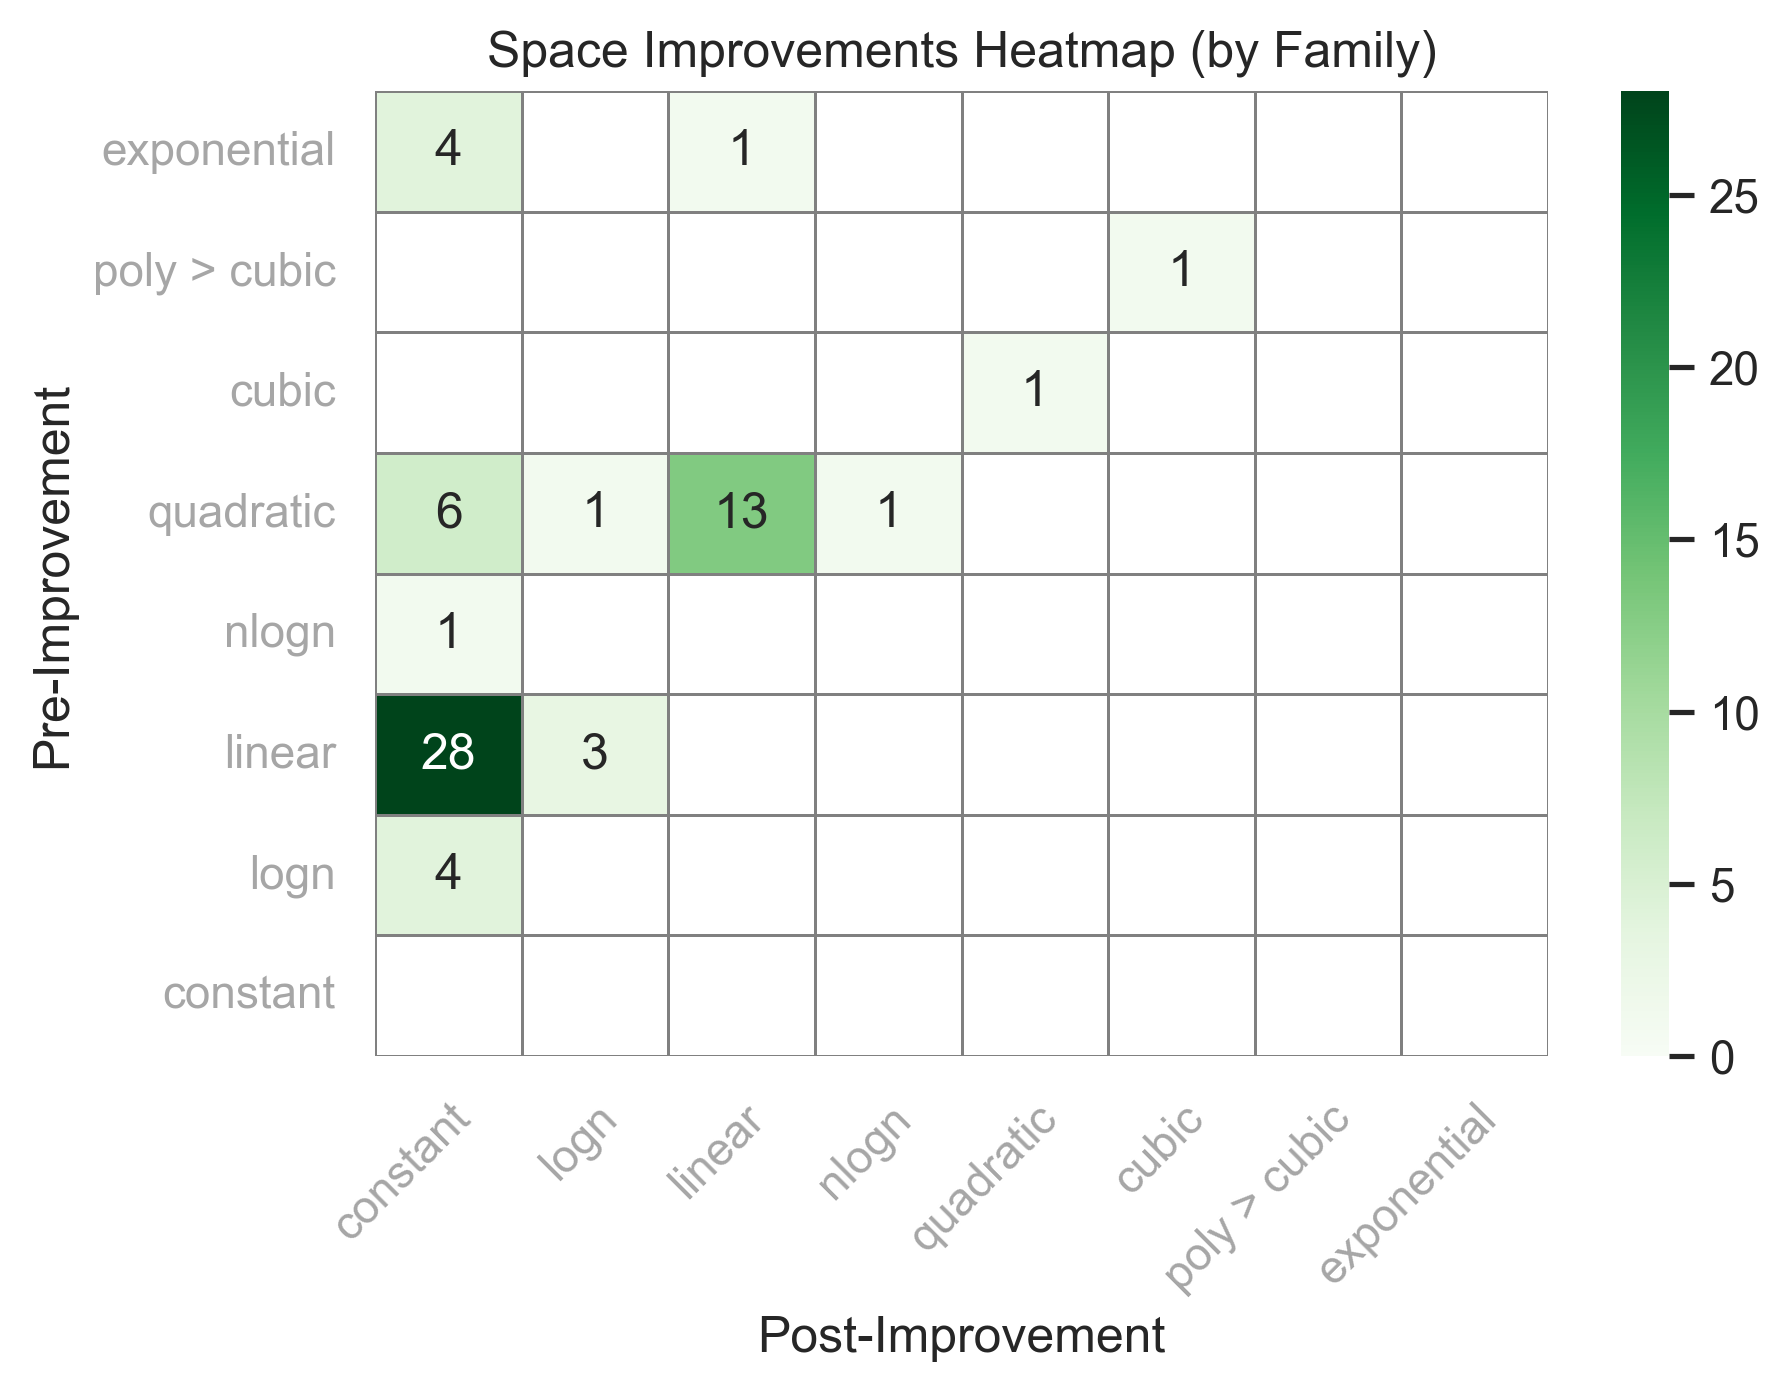 Space Improvements Heatmap (by Family)
Pre-Improvement
exponential 4 1
poly > cubic 1
cubic 1
quadratic 6 1 13 1
nlogn 1
linear 28 3
logn 4
constant
constant logn linear nlogn quadratic cubic poly > cubic exponential
Post-Improvement
25
20
15
10
5
0